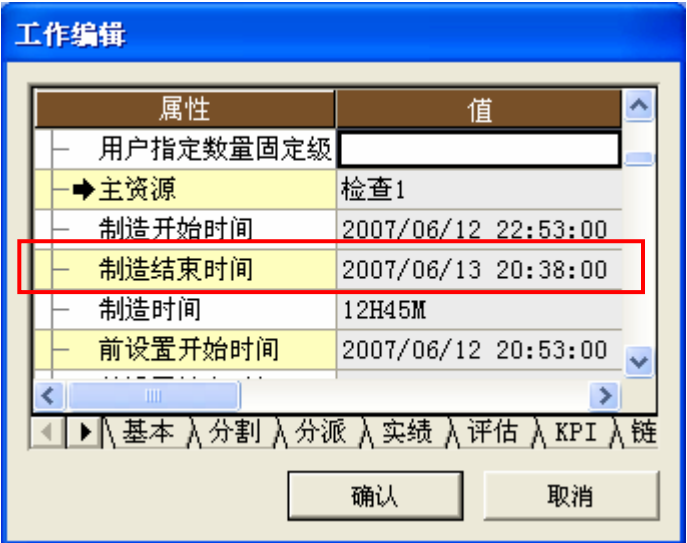 工作编辑
属性 值
用户指定数量固定级
主资源 检查1
制造开始时间 2007/06/12 22:53:00
制造结束时间 2007/06/13 20:38:00
制造时间 12H45M
前设置开始时间 2007/06/12 20:53:00
基本 分割 分派 实绩 评估 KPI 链
确认 取消